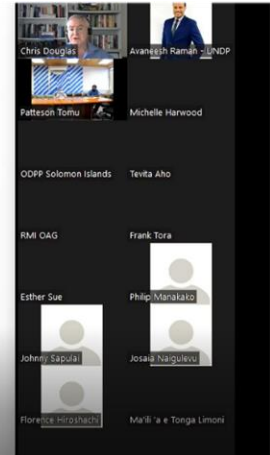 Chris Douglas
Avaneesh Raman - UNDP
Patteson Tomu
Michelle Harwood
ODPP Solomon Islands
Tevita Aho
RMI OAG
Frank Tora
Esther Sue
Philip Manakako
Johnny Sapulai
Josaia Naigulevu
Florence Hiroshachi
Ma'ili 'a e Tonga Limoni